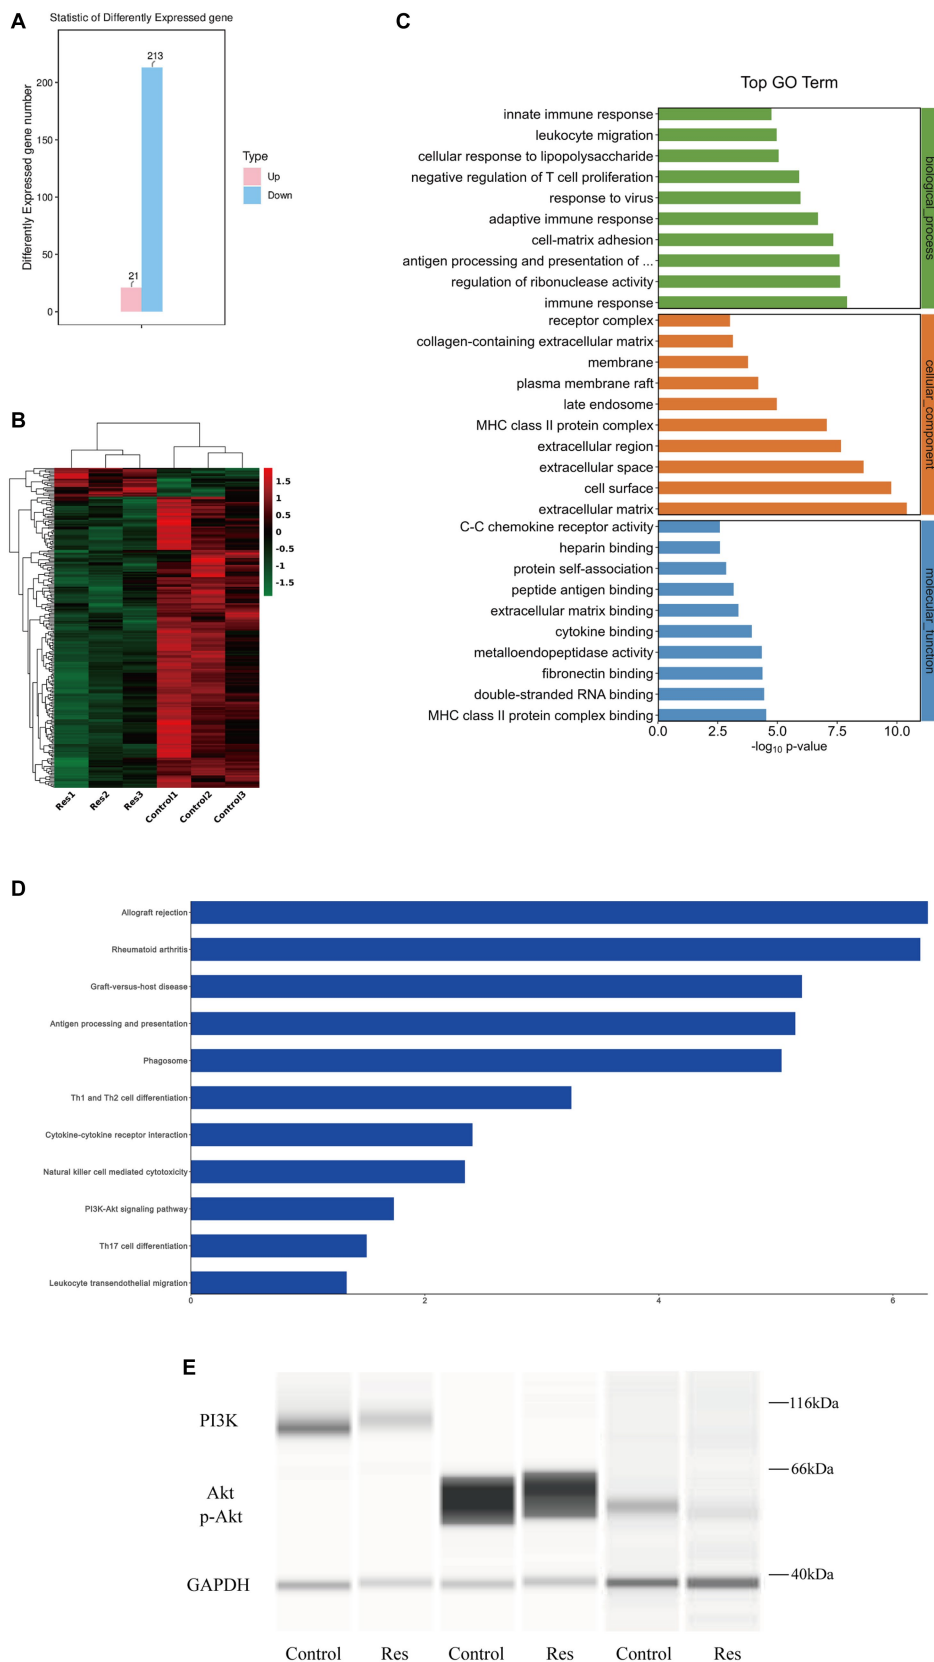 A
Statistic of Differently Expressed gene
21
213
200
150
100
50
0
Differently Expressed gene number
Type
Up
Down
B
1.5
1
0.5
0
-0.5
-1
-1.5
Res1
Res2
Res3
Control1
Control2
Control3
C
Top GO Term
innate immune response
leukocyte migration
cellular response to lipopolysaccharide
negative regulation of T cell proliferation
response to virus
adaptive immune response
cell-matrix adhesion
antigen processing and presentation of ...
regulation of ribonuclease activity
immune response
biological_process
receptor complex
collagen-containing extracellular matrix
membrane
plasma membrane raft
late endosome
MHC class II protein complex
extracellular region
extracellular space
cell surface
extracellular matrix
cellular_component
C-C chemokine receptor activity
heparin binding
protein self-association
peptide antigen binding
extracellular matrix binding
cytokine binding
metalloendopeptidase activity
fibronectin binding
double-stranded RNA binding
MHC class II protein complex binding
molecular_function
0.0 2.5 5.0 7.5 10.0
-log10 p-value
D
Allograft rejection
Rheumatoid arthritis
Graft-versus-host disease
Antigen processing and presentation
Phagosome
Th1 and Th2 cell differentiation
Cytokine-cytokine receptor interaction
Natural killer cell mediated cytotoxicity
PI3K-Akt signaling pathway
Th17 cell differentiation
Leukocyte transendothelial migration
0 2 4 6
E
PI3K
Akt
p-Akt
GAPDH
116kDa
66kDa
40kDa
Control Res Control Res Control Res